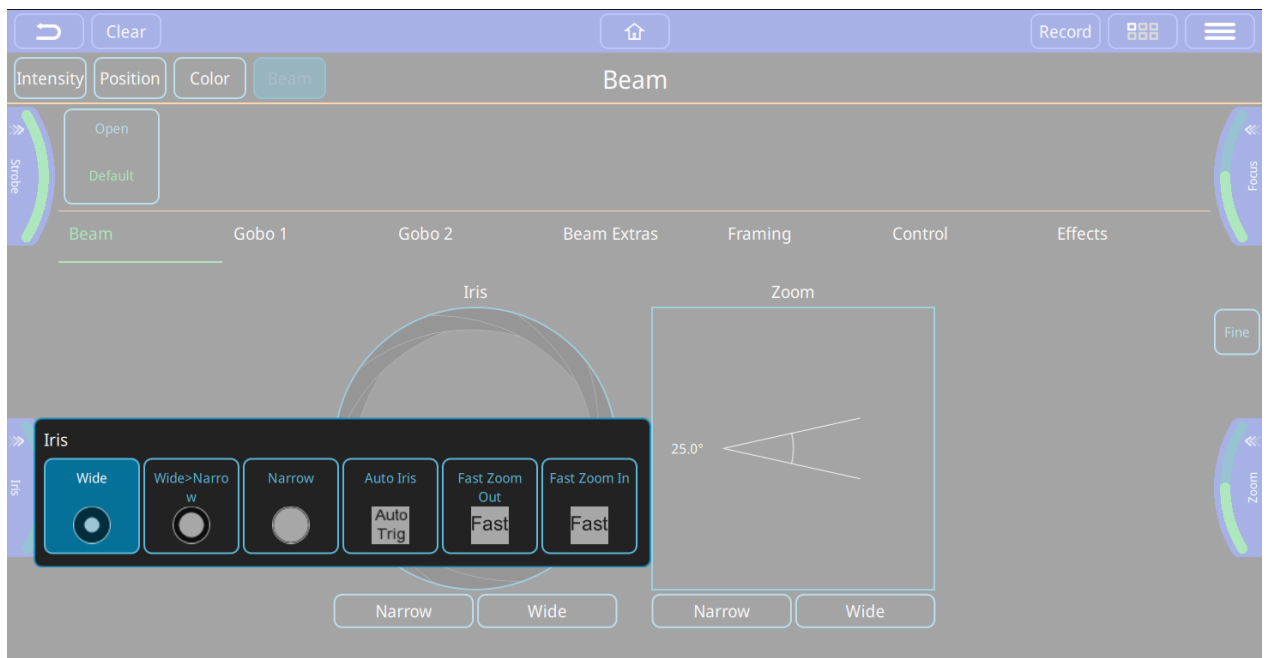 Clear
Record
Intensity
Position
Color
Beam
Beam
Strobe
Open
Default
Focus
Beam
Gobo 1
Gobo 2
Beam Extras
Framing
Control
Effects
Iris
Zoom
Fine
25.0°
Iris
Iris
Wide
Wide>Narro
w
Narrow
Auto Iris
Auto
Trig
Fast Zoom
Out
Fast
Fast Zoom In
Fast
Zoom
Narrow
Wide
Narrow
Wide